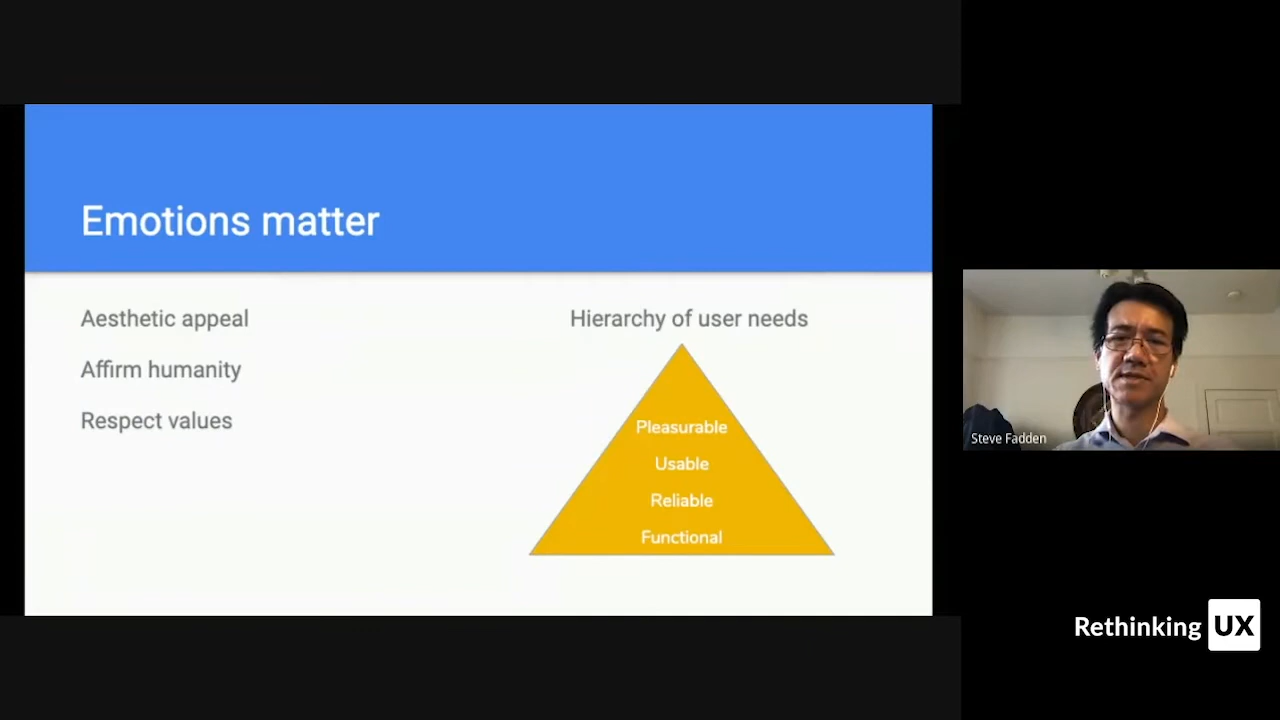 Emotions matter
Aesthetic appeal
Affirm humanity
Respect values
Hierarchy of user needs
Pleasurable
Usable
Reliable
Functional
Steve Fadden
Rethinking UX